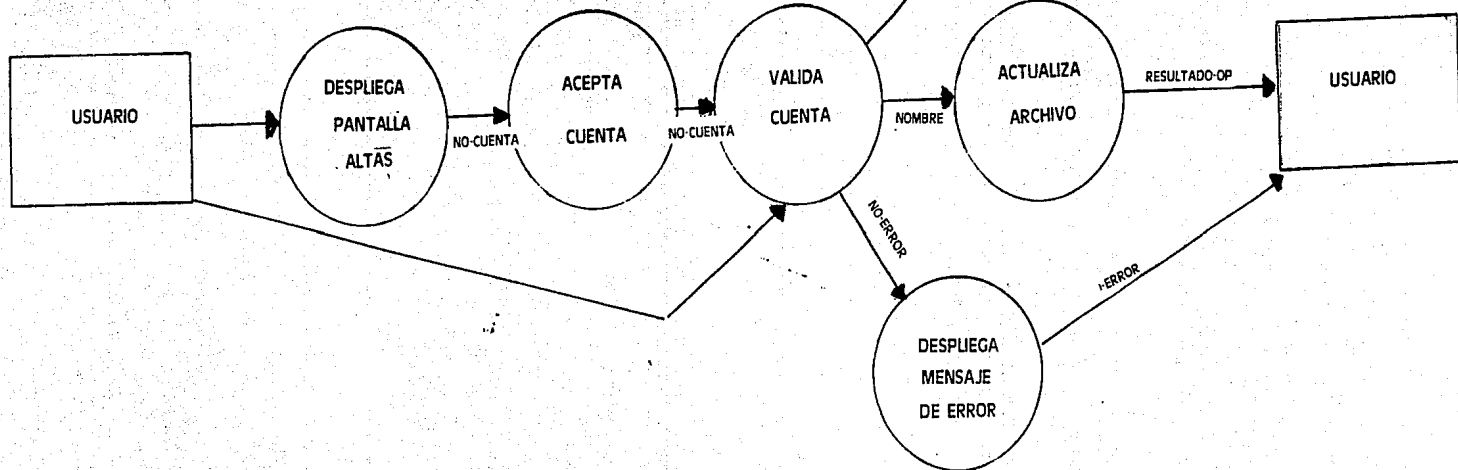 USUARIO
DESPLIEGA
PANTALLA
ALTAS
NO-CUENTA
ACEPTA
CUENTA
NO-CUENTA
VALIDA
CUENTA
NOMBRE
ACTUALIZA
ARCHIVO
RESULTADO-OP
USUARIO
NO-ERROR
DESPLIEGA
MENSAJE
DE ERROR
I-ERROR